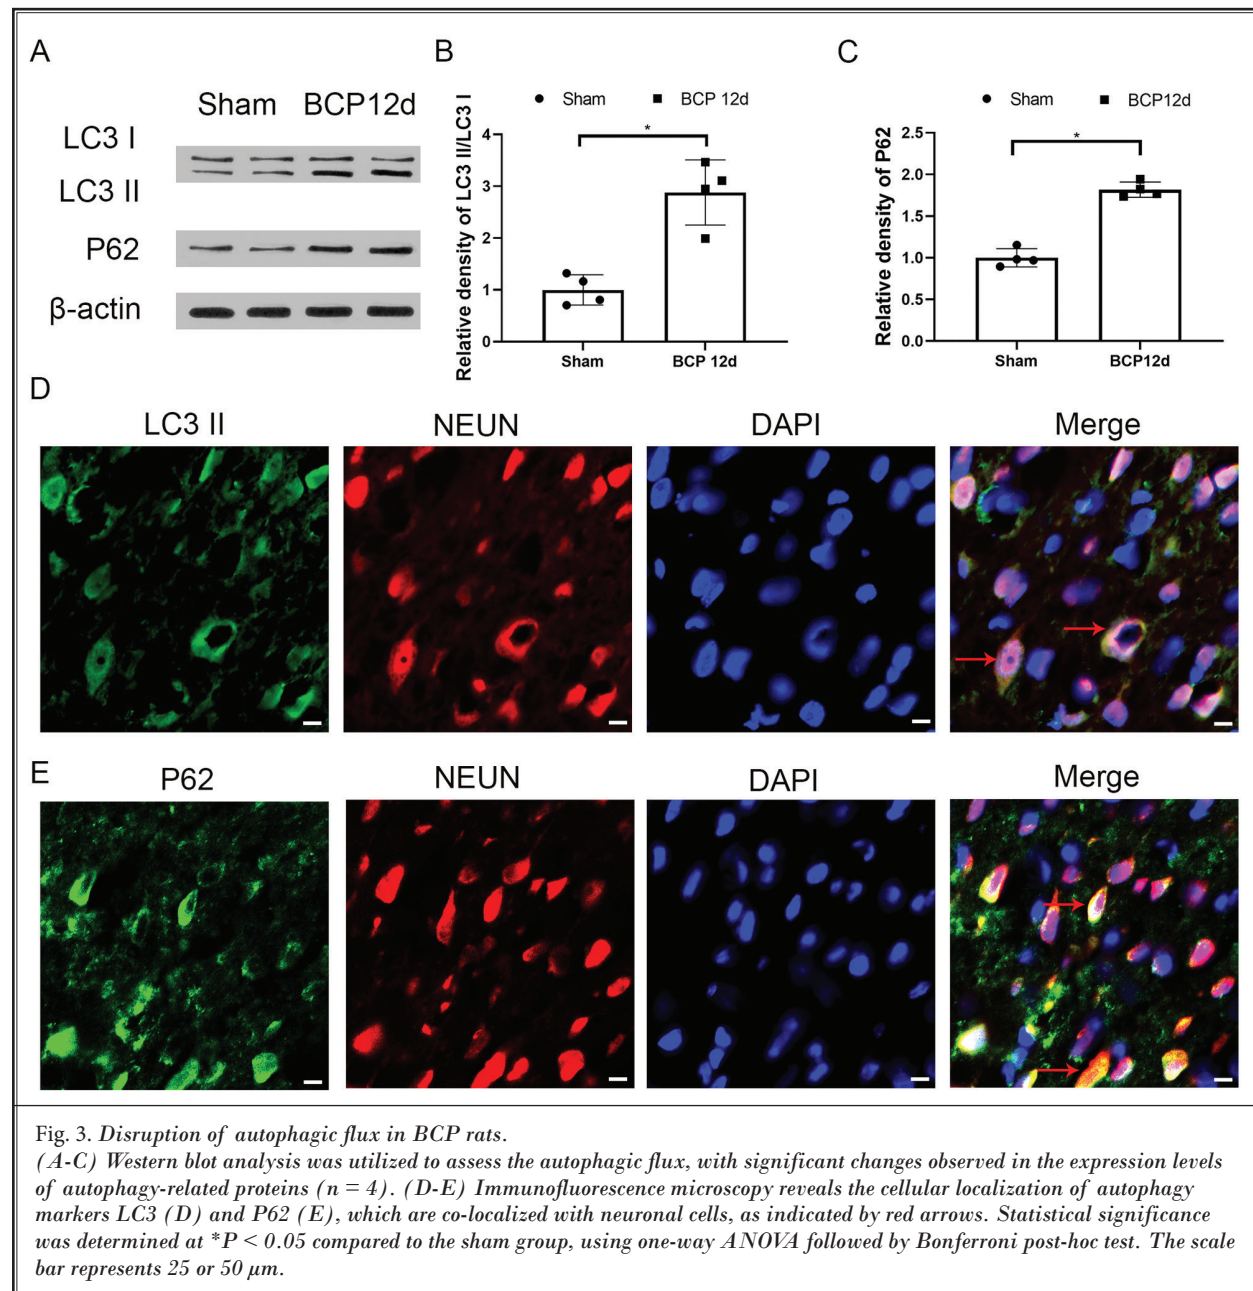 A
Sham BCP12d
LC3 I
LC3 II
P62
β-actin
B
Sham BCP 12d
Relative density of LC3 II/LC3 I
4
3
2
1
0
*
Sham BCP 12d
C
Sham BCP12d
Relative density of P62
2.5
2.0
1.5
1.0
0.5
0.0
*
Sham BCP12d
D
LC3 II NEUN DAPI Merge
E
P62 NEUN DAPI Merge
Fig. 3. Disruption of autophagic flux in BCP rats.
(A-C) Western blot analysis was utilized to assess the autophagic flux, with significant changes observed in the expression levels
of autophagy-related proteins (n = 4). (D-E) Immunofluorescence microscopy reveals the cellular localization of autophagy
markers LC3 (D) and P62 (E), which are co-localized with neuronal cells, as indicated by red arrows. Statistical significance
was determined at *P < 0.05 compared to the sham group, using one-way ANOVA followed by Bonferroni post-hoc test. The scale
bar represents 25 or 50 μm.